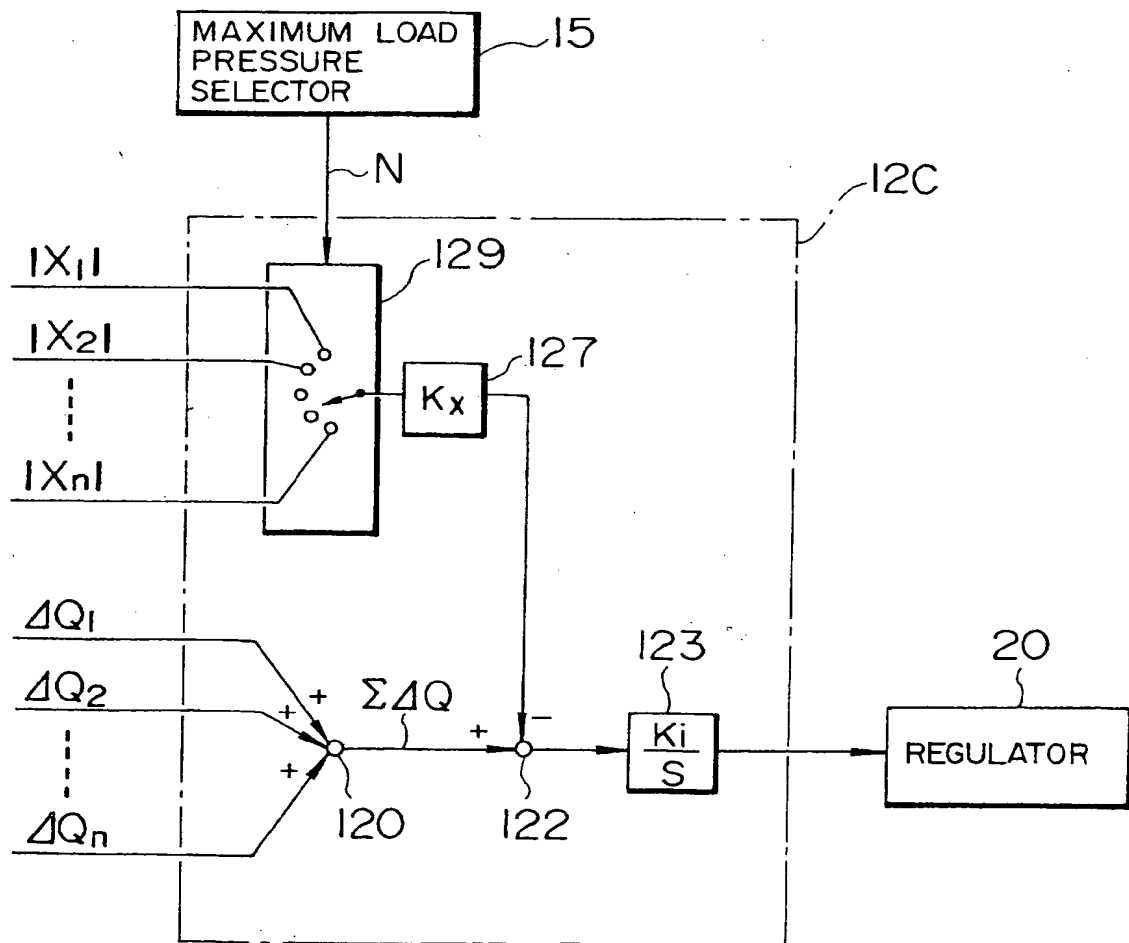 MAXIMUM LOAD
PRESSURE
SELECTOR
15
N
12C
|X₁|
129
|X₂|
127
Kx
|Xn|
ΔQ₁
123
20
ΔQ₂
+
+
ΣΔQ
+
−
Ki
S
REGULATOR
+
120
122
ΔQn